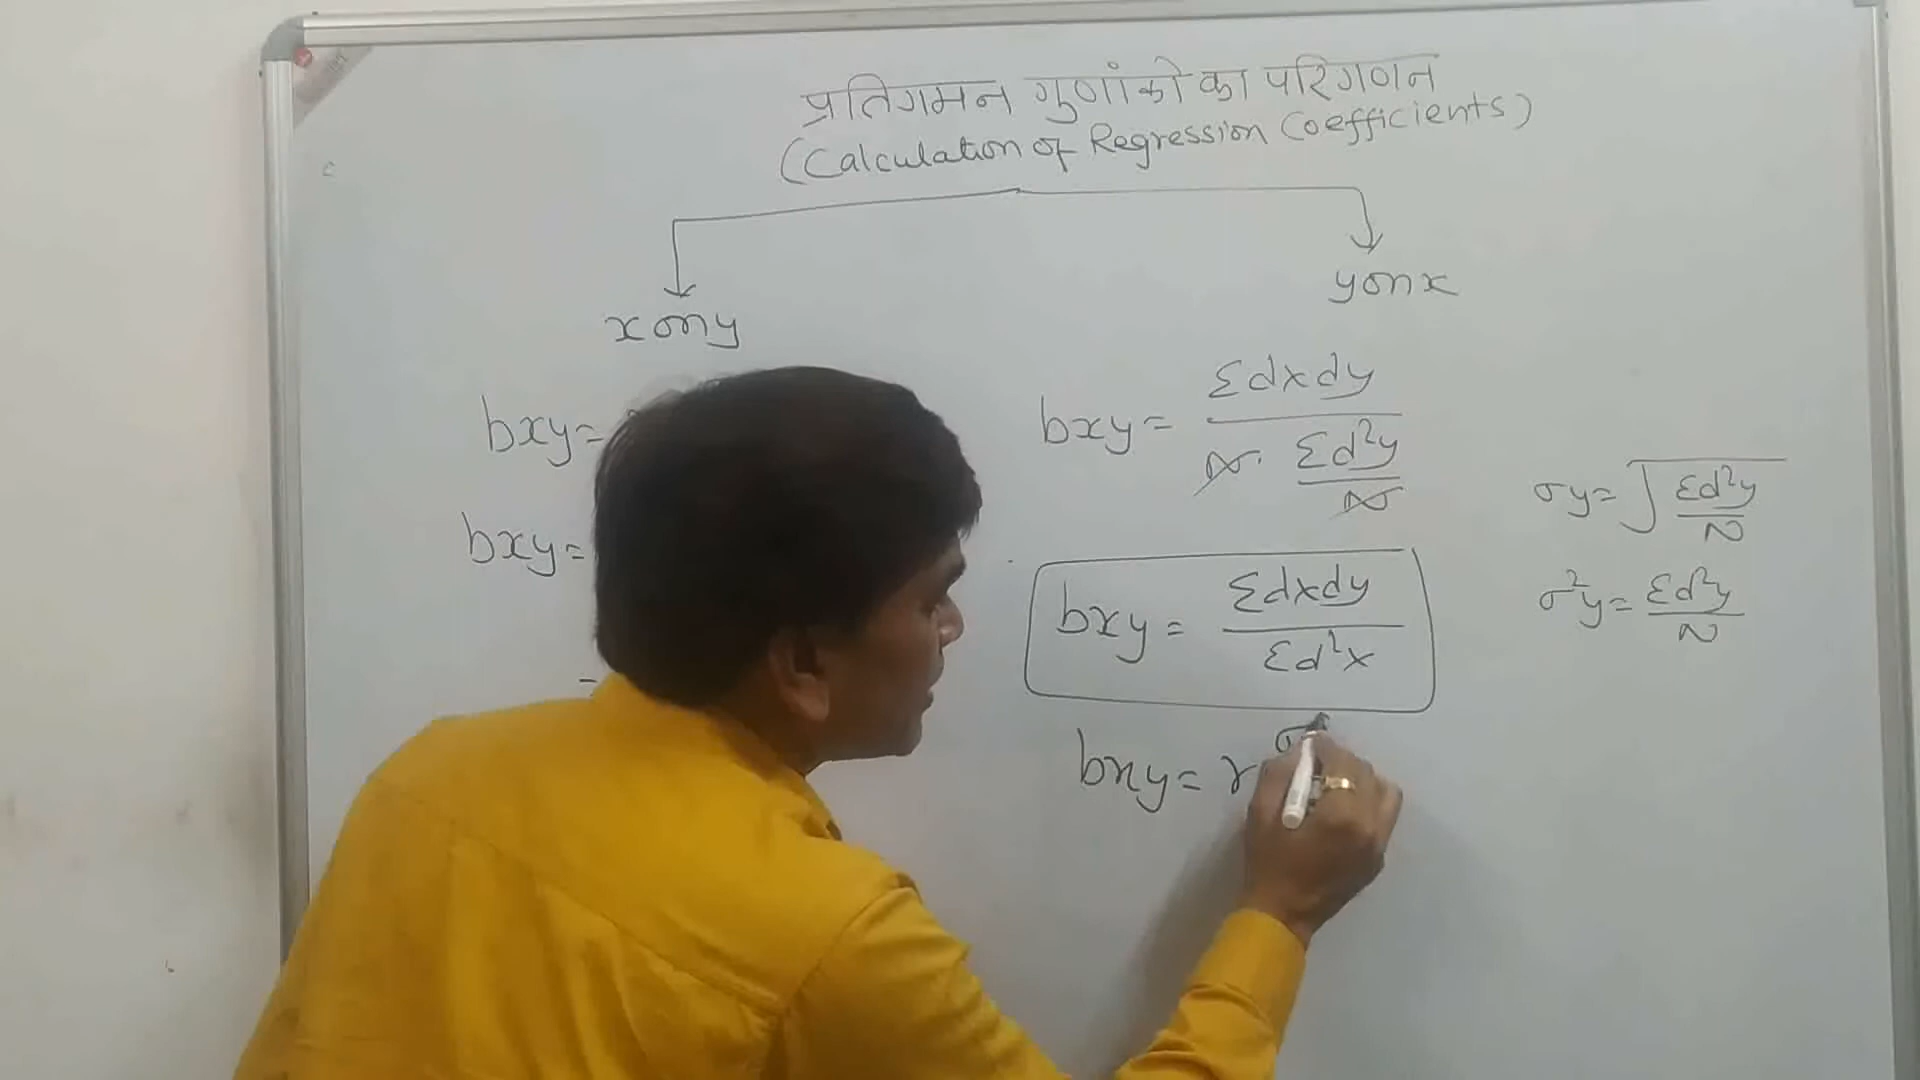 प्रतिगमन गुणांको का परिगणन
(Calculation of Regression Coefficients)
x on y
y on x
bxy=
bxy=
bxy= Σdxdy
N. Σd²y
N
bxy= Σdxdy
Σd²x
bxy= r σ
σy= √Σd²y
N
σ²y= Σd²y
N